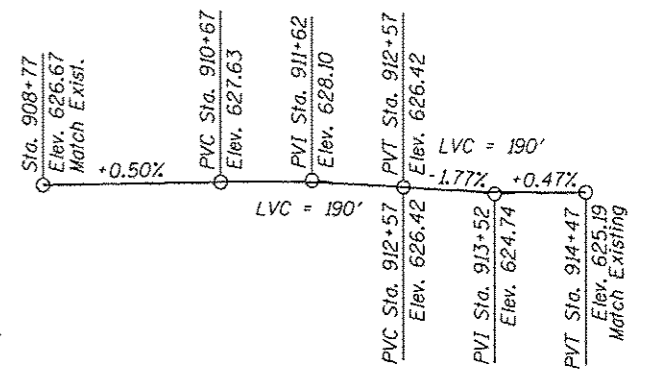 Sta. 908+77
Elev. 626.67
Match Exist.
+0.50%
PVC Sta. 910+67
Elev. 627.63
LVC = 190'
PVI Sta. 911+62
Elev. 628.10
PVT Sta. 912+57
Elev. 626.42
LVC = 190'
-1.77%
+0.47%
PVC Sta. 912+57
Elev. 626.42
PVI Sta. 913+52
Elev. 624.74
PVT Sta. 914+47
Elev. 625.19
Match Existing